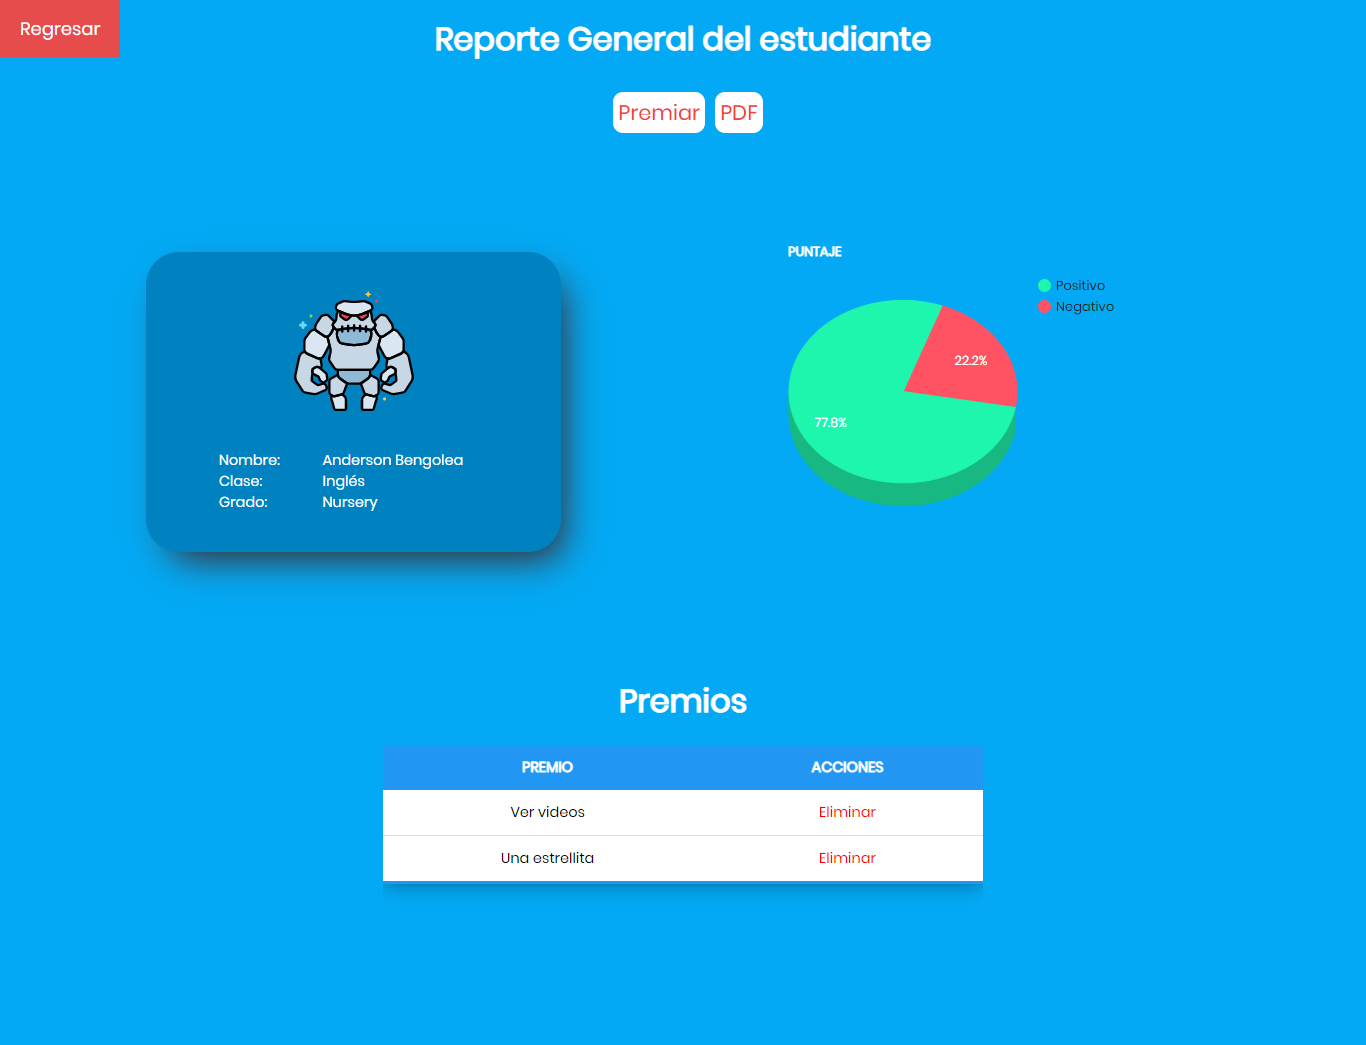 Regresar
Reporte General del estudiante
Premiar PDF
PUNTAJE
Positivo
Negativo
22.2%
77.8%
Nombre: Anderson Bengolea
Clase: Inglés
Grado: Nursery
Premios
PREMIO ACCIONES
Ver videos Eliminar
Una estrellita Eliminar